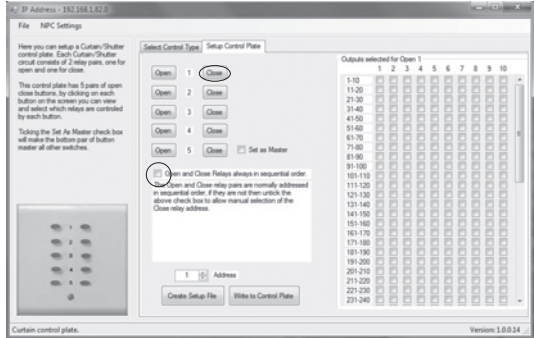 IP Address - 192.168.1.82.0
File NPC Settings
Here you can setup a Curtain/Shutter
control plate. Each Curtain/Shutter
circuit consists of 2 relay pairs, one for
open and one for close.
This control plate has 5 pairs of open
close buttons, by clicking on each
button on the screen you can view
and select which relays are controled
by each button.
Ticking the Set As Master check box
will make the bottom pair of button
master all other switches.
1
2
3
4
5
Select Control Type Setup Control Plate
Open 1 Close
Open 2 Close
Open 3 Close
Open 4 Close
Open 5 Close Set as Master
Open and Close Relays always in sequential order.
The Open and Close relay pairs are normally addressed
in sequential order, if they are not then untick the
above check box to allow manual selection of the
Close relay address.
1 Address
Create Setup File Write to Control Plate
Outputs selected for Open 1
1 2 3 4 5 6 7 8 9 10
1-10
11-20
21-30
31-40
41-50
51-60
61-70
71-80
81-90
91-100
101-110
111-120
121-130
131-140
141-150
151-160
161-170
171-180
181-190
191-200
201-210
211-220
221-230
231-240
Curtain control plate. Version: 1.0.0.14